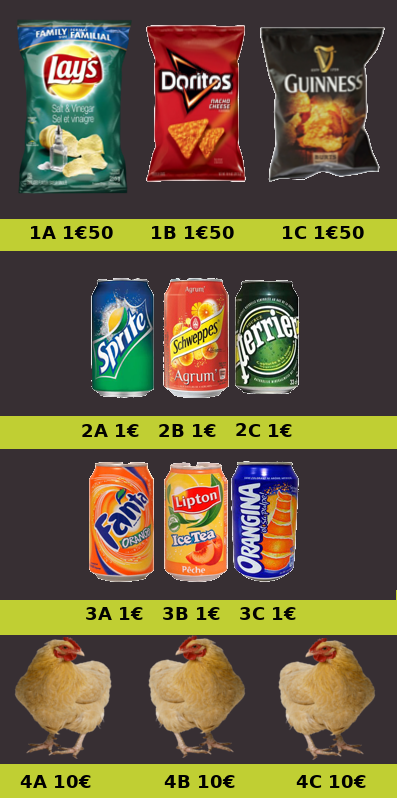 FAMILY FORMAT FAMILIAL
Lay's
Salt & Vinegar
Sel et vinaigre
Doritos
NACHO
CHEESE
GUINNESS
1A 1€50 1B 1€50 1C 1€50
Sprite
Agrum'
Schweppes
Agrum'
Perrier
2A 1€ 2B 1€ 2C 1€
Fanta
ORANGE
Lipton
Ice Tea
Pêche
ORANGINA
3A 1€ 3B 1€ 3C 1€
4A 10€ 4B 10€ 4C 10€